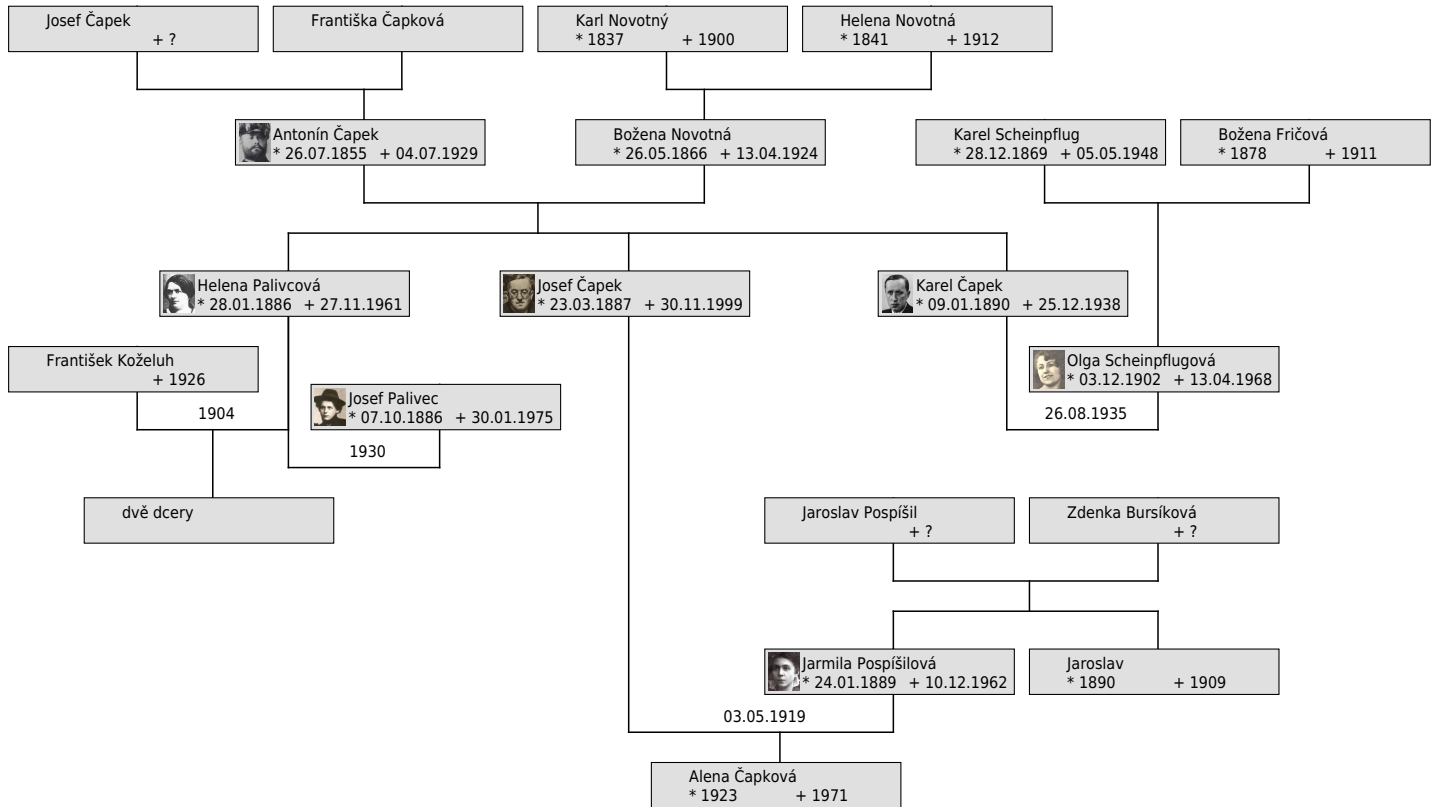 Josef Čapek
+ ?
Františka Čapková
Karl Novotný
* 1837 + 1900
Helena Novotná
* 1841 + 1912
Antonín Čapek
* 26.07.1855 + 04.07.1929
Božena Novotná
* 26.05.1866 + 13.04.1924
Karel Scheinpflug
* 28.12.1869 + 05.05.1948
Božena Fričová
* 1878 + 1911
Helena Palivcová
* 28.01.1886 + 27.11.1961
Josef Čapek
* 23.03.1887 + 30.11.1999
Karel Čapek
* 09.01.1890 + 25.12.1938
František Koželuh
+ 1926
Olga Scheinpflugová
* 03.12.1902 + 13.04.1968
Josef Palivec
* 07.10.1886 + 30.01.1975
1904
26.08.1935
1930
dvě dcery
Jaroslav Pospíšil
+ ?
Zdenka Bursíková
+ ?
Jarmila Pospíšilová
* 24.01.1889 + 10.12.1962
Jaroslav
* 1890 + 1909
03.05.1919
Alena Čapková
* 1923 + 1971